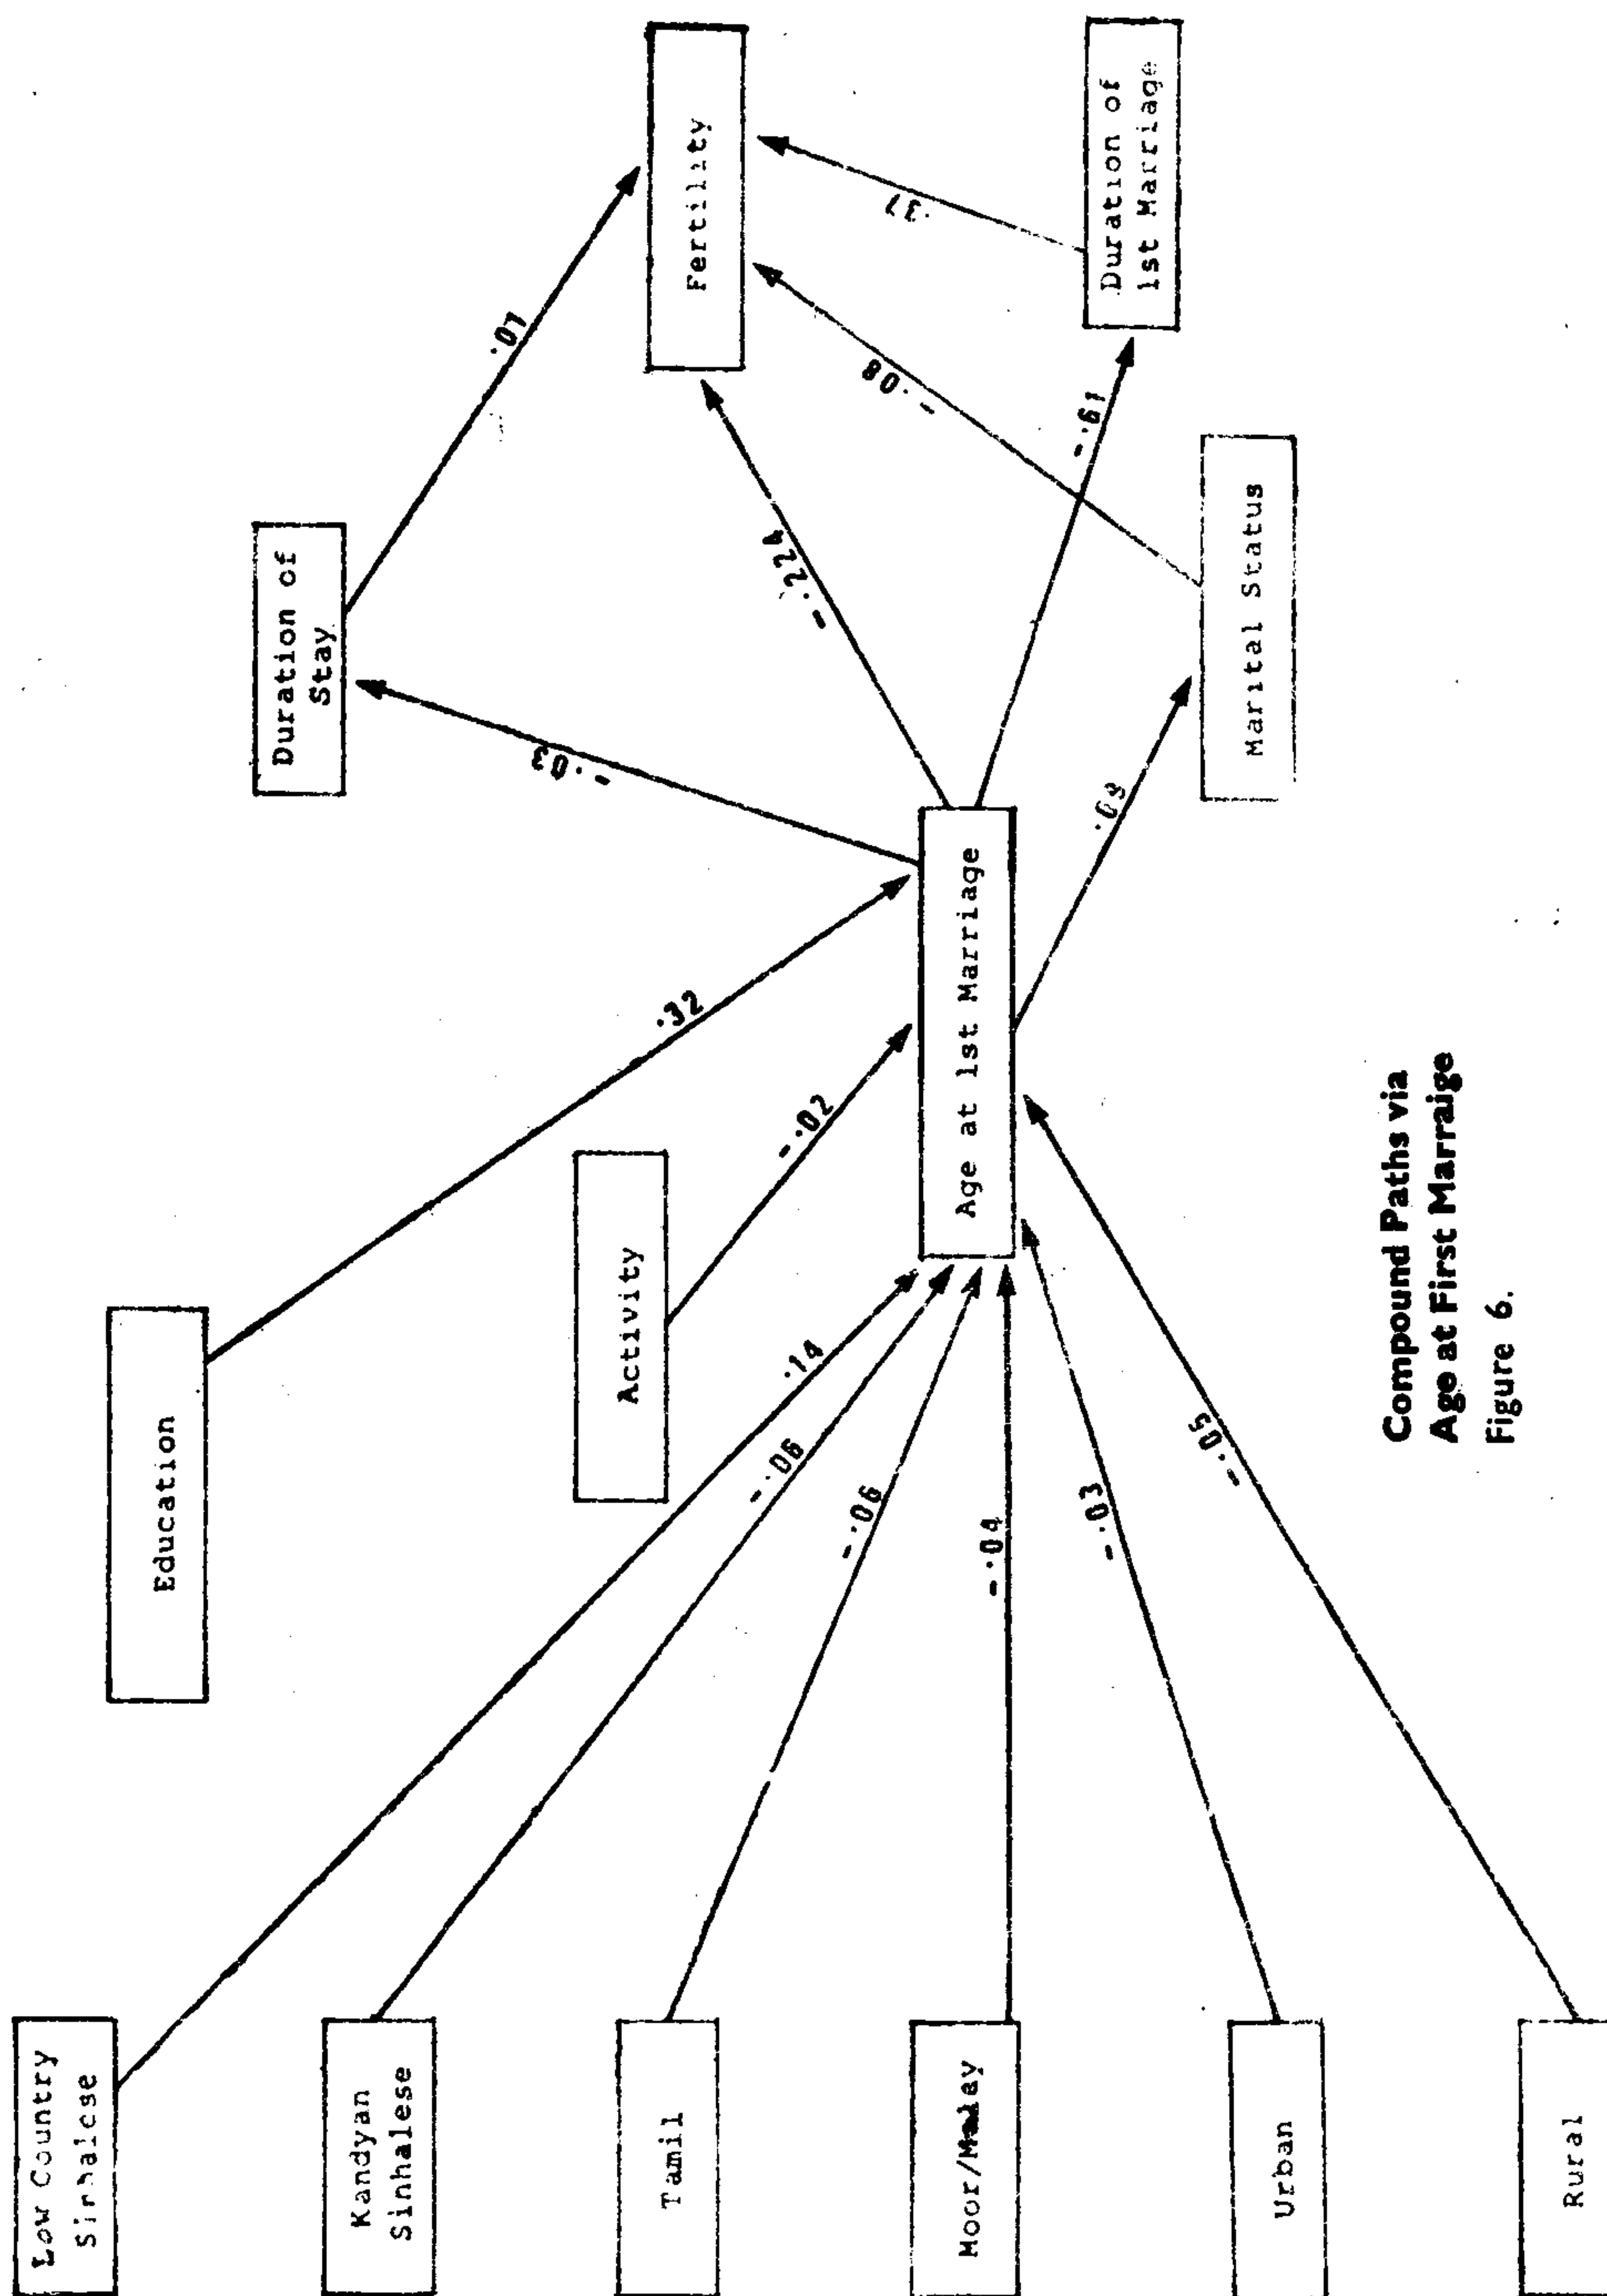 Low Country
Sinhalese
Education
Duration of
Stay
Kandyan
Sinhalese
.32
-.03
Activity
Fertility
Tamil
.14
-.02
-.224
-.06
-.06
.37
-.08
Moor/Malay
-.04
Age at 1st Marriage
-.61
Duration of
1st Marriage
-.03
Urban
-.05
Marital Status
Rural
Compound Paths via
Age at First Marraige
Figure 6.